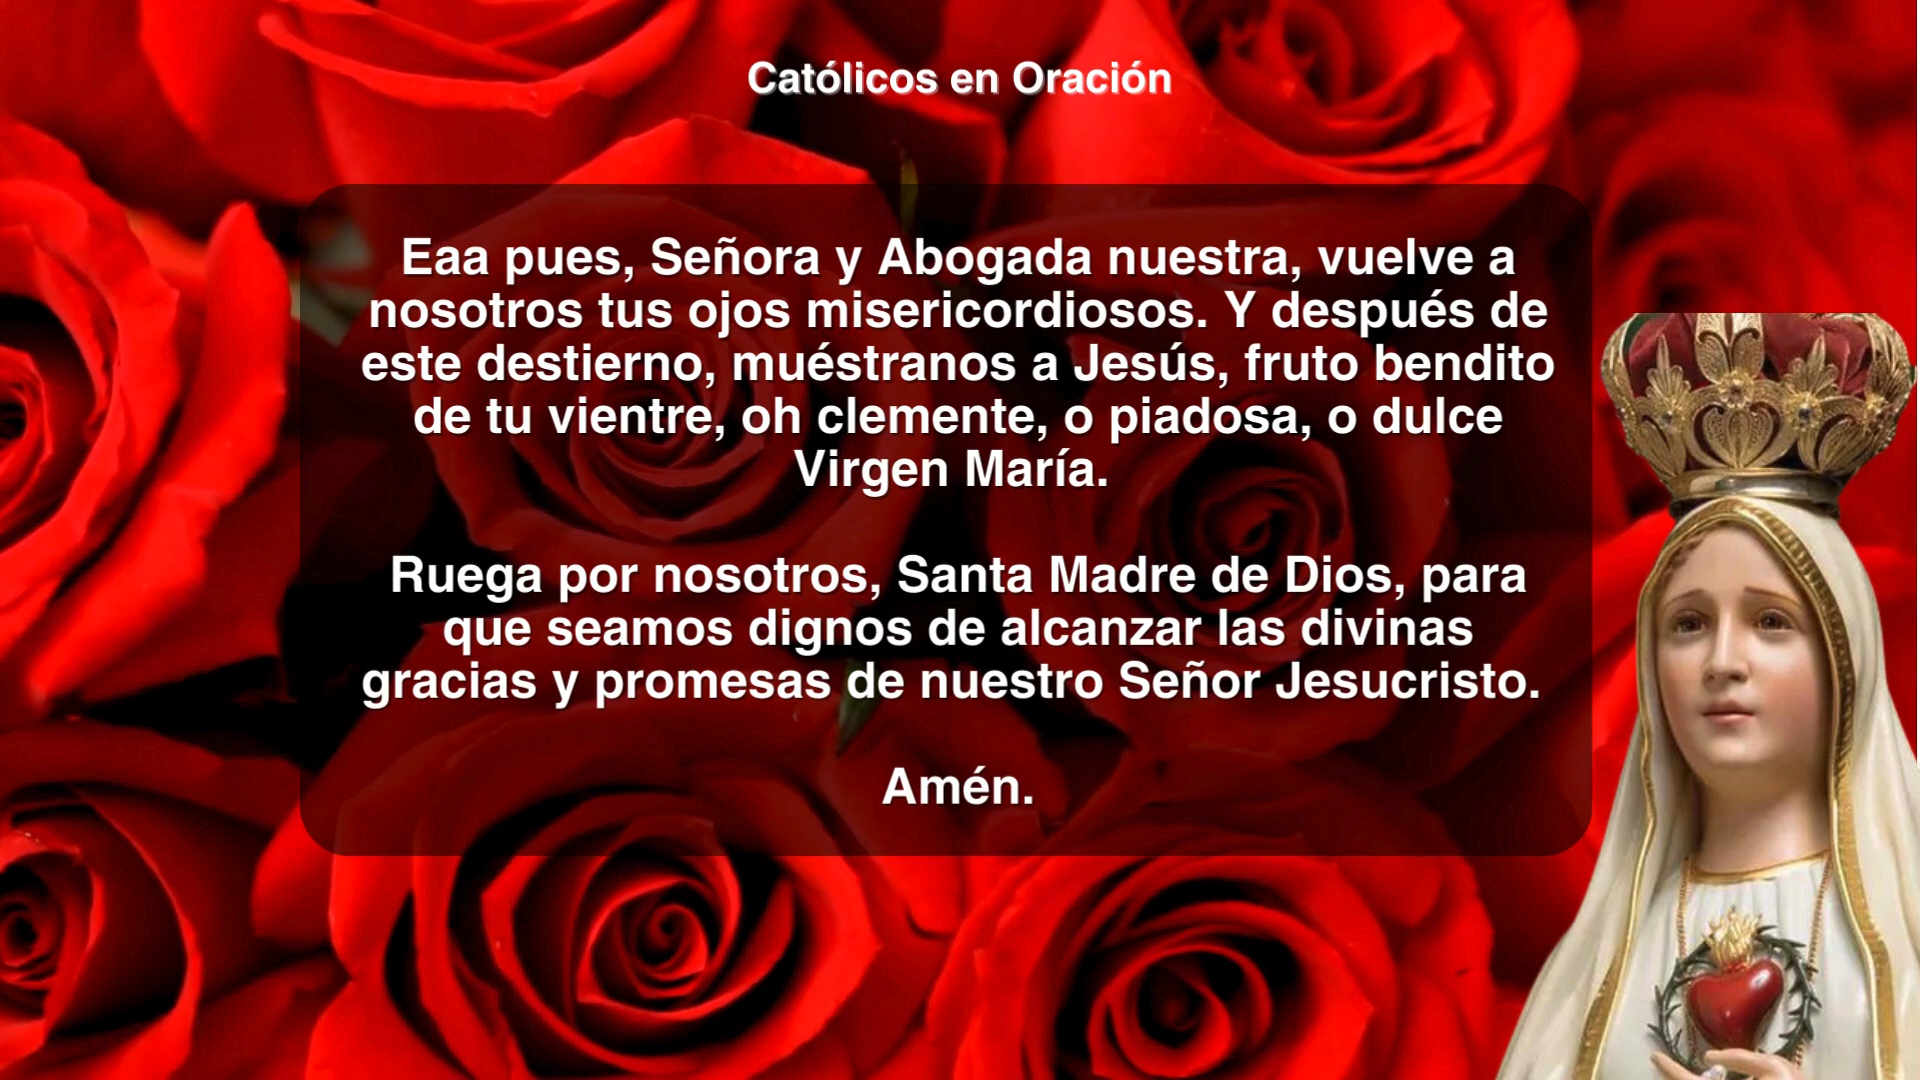 Católicos en Oración
Eaa pues, Señora y Abogada nuestra, vuelve a
nosotros tus ojos misericordiosos. Y después de
este destierno, muéstranos a Jesús, fruto bendito
de tu vientre, oh clemente, o piadosa, o dulce
Virgen María.
Ruega por nosotros, Santa Madre de Dios, para
que seamos dignos de alcanzar las divinas
gracias y promesas de nuestro Señor Jesucristo.
Amén.